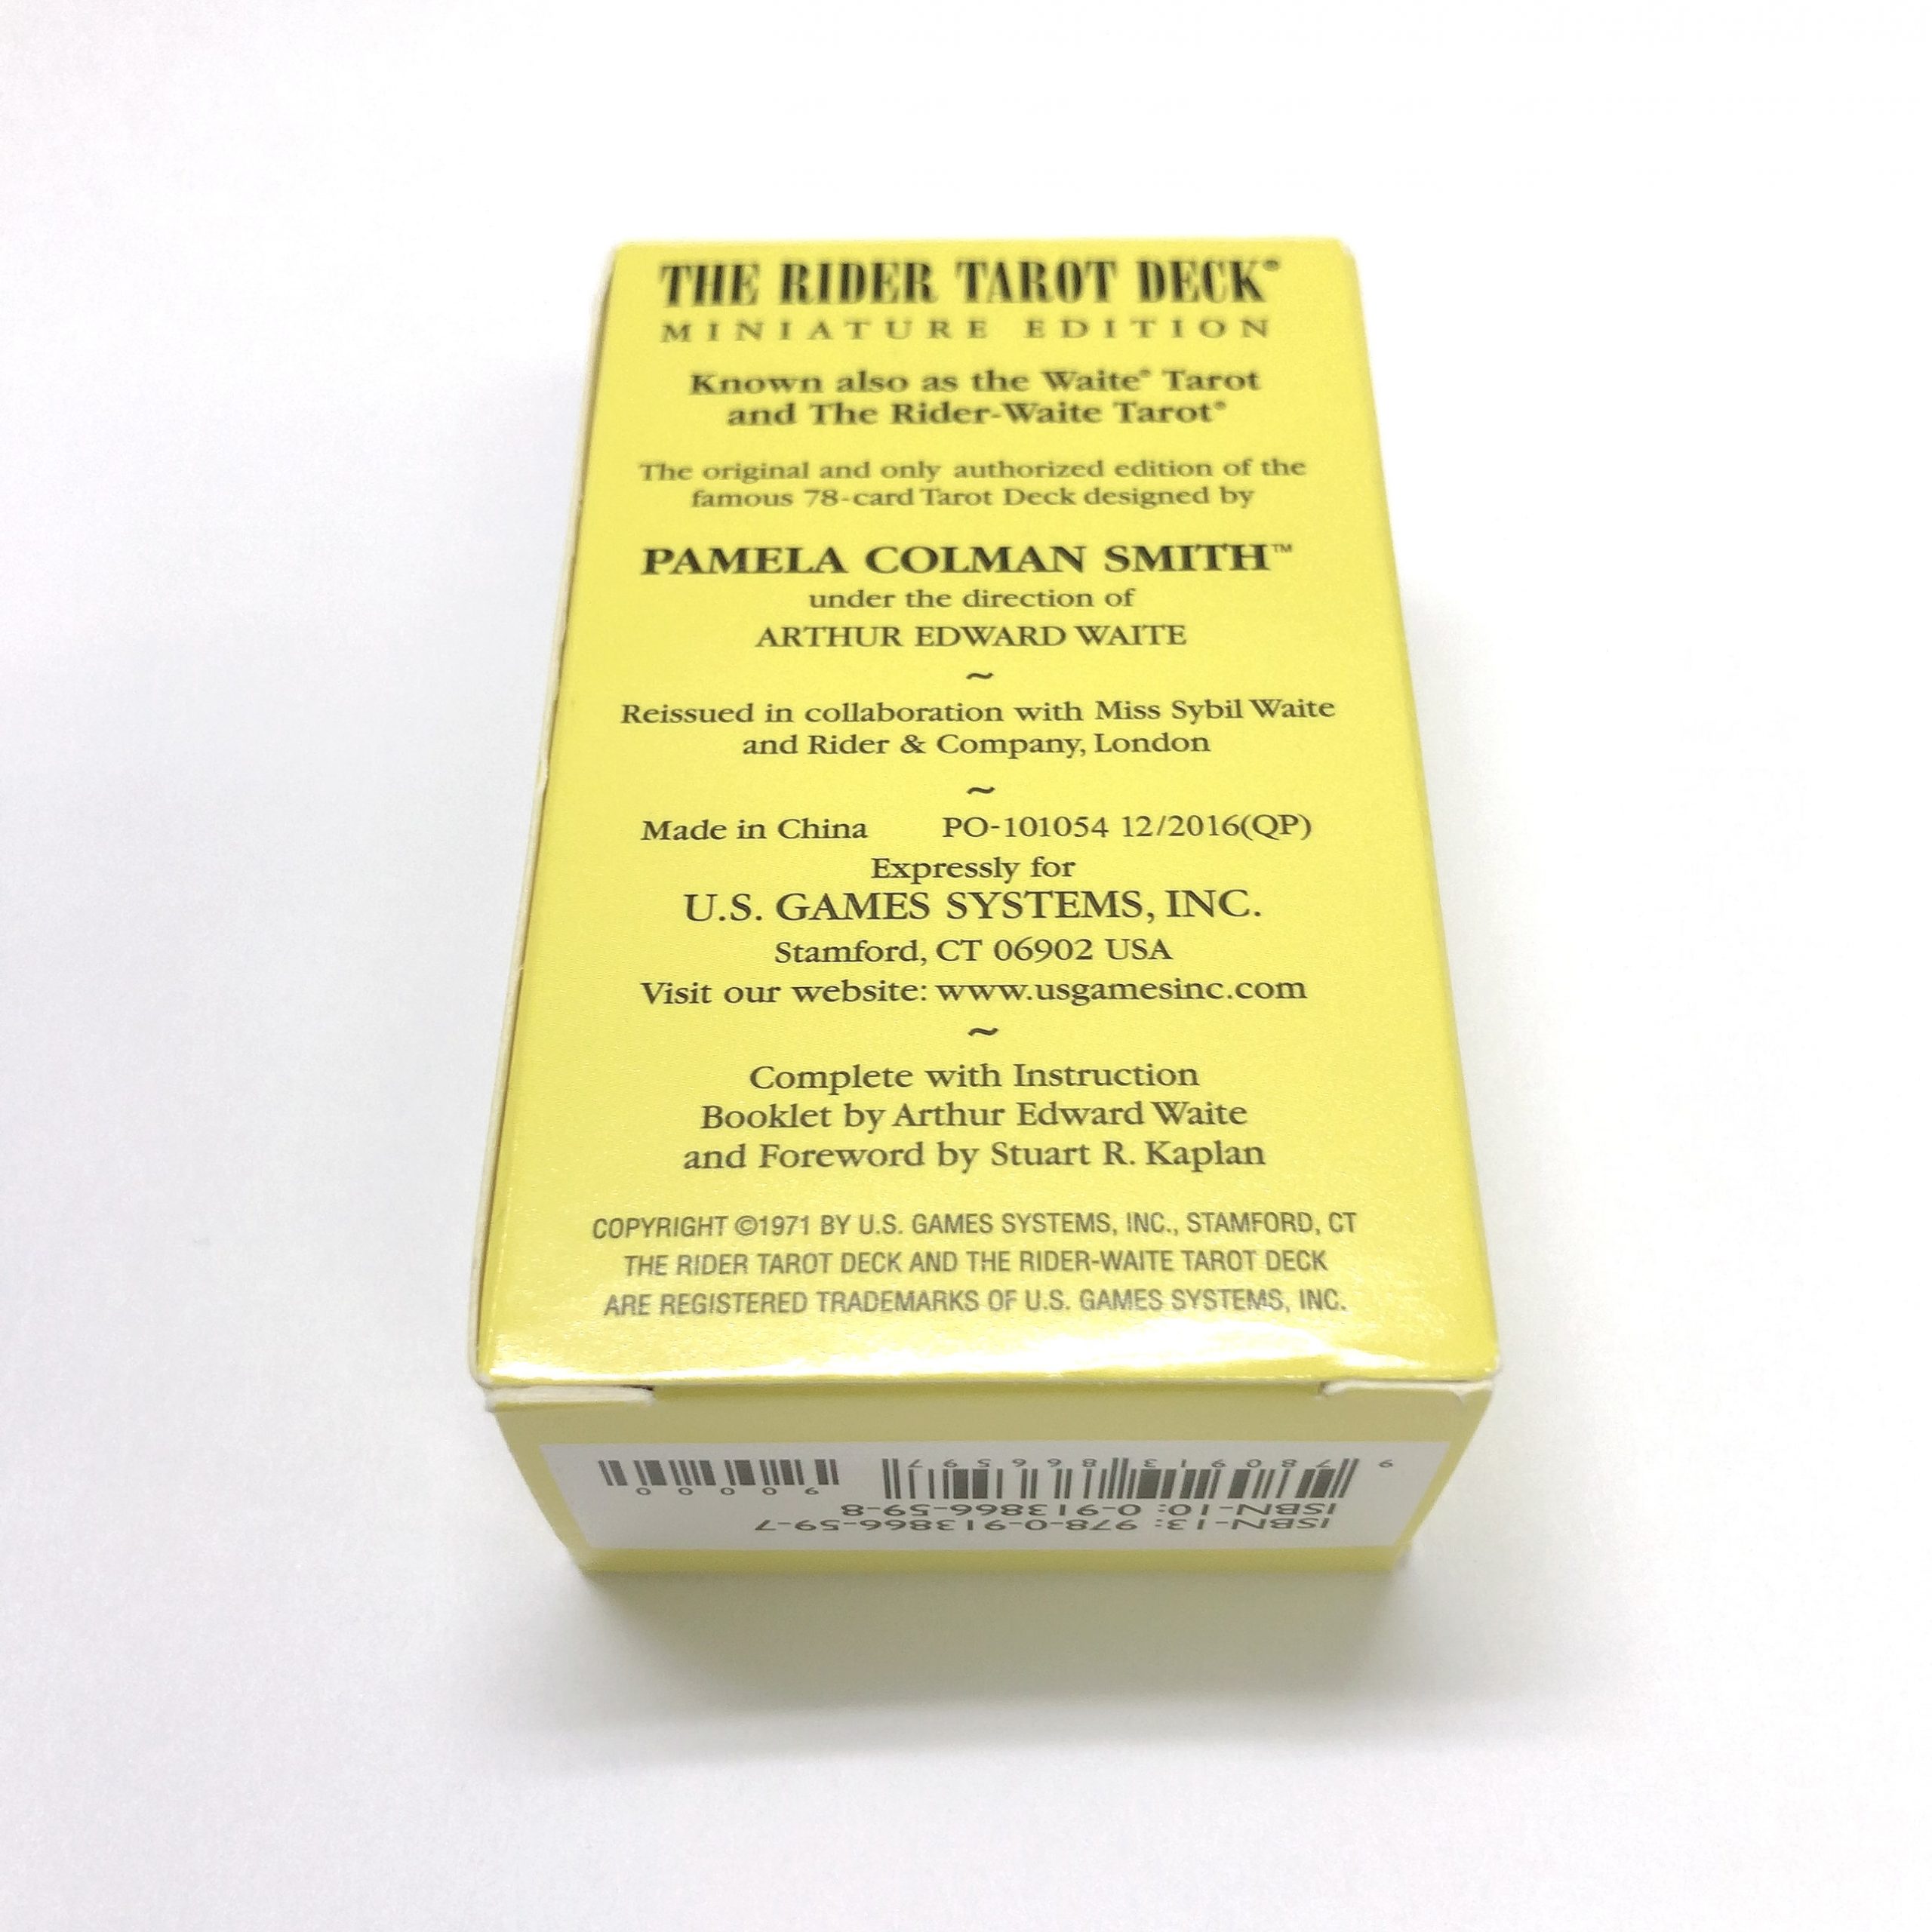 THE RIDER TAROT DECK®
MINIATURE EDITION
Known also as the Waite® Tarot
and The Rider-Waite Tarot®
The original and only authorized edition of the
famous 78-card Tarot Deck designed by
PAMELA COLMAN SMITH™
under the direction of
ARTHUR EDWARD WAITE
~
Reissued in collaboration with Miss Sybil Waite
and Rider & Company, London
~
Made in China PO-101054 12/2016(QP)
Expressly for
U.S. GAMES SYSTEMS, INC.
Stamford, CT 06902 USA
Visit our website: www.usgamesinc.com
~
Complete with Instruction
Booklet by Arthur Edward Waite
and Foreword by Stuart R. Kaplan
COPYRIGHT ©1971 BY U.S. GAMES SYSTEMS, INC., STAMFORD, CT
THE RIDER TAROT DECK AND THE RIDER-WAITE TAROT DECK
ARE REGISTERED TRADEMARKS OF U.S. GAMES SYSTEMS, INC.
ISBN-13: 978-0-913866-59-7
ISBN-10: 0-913866-59-8
9 780913 866597
90000